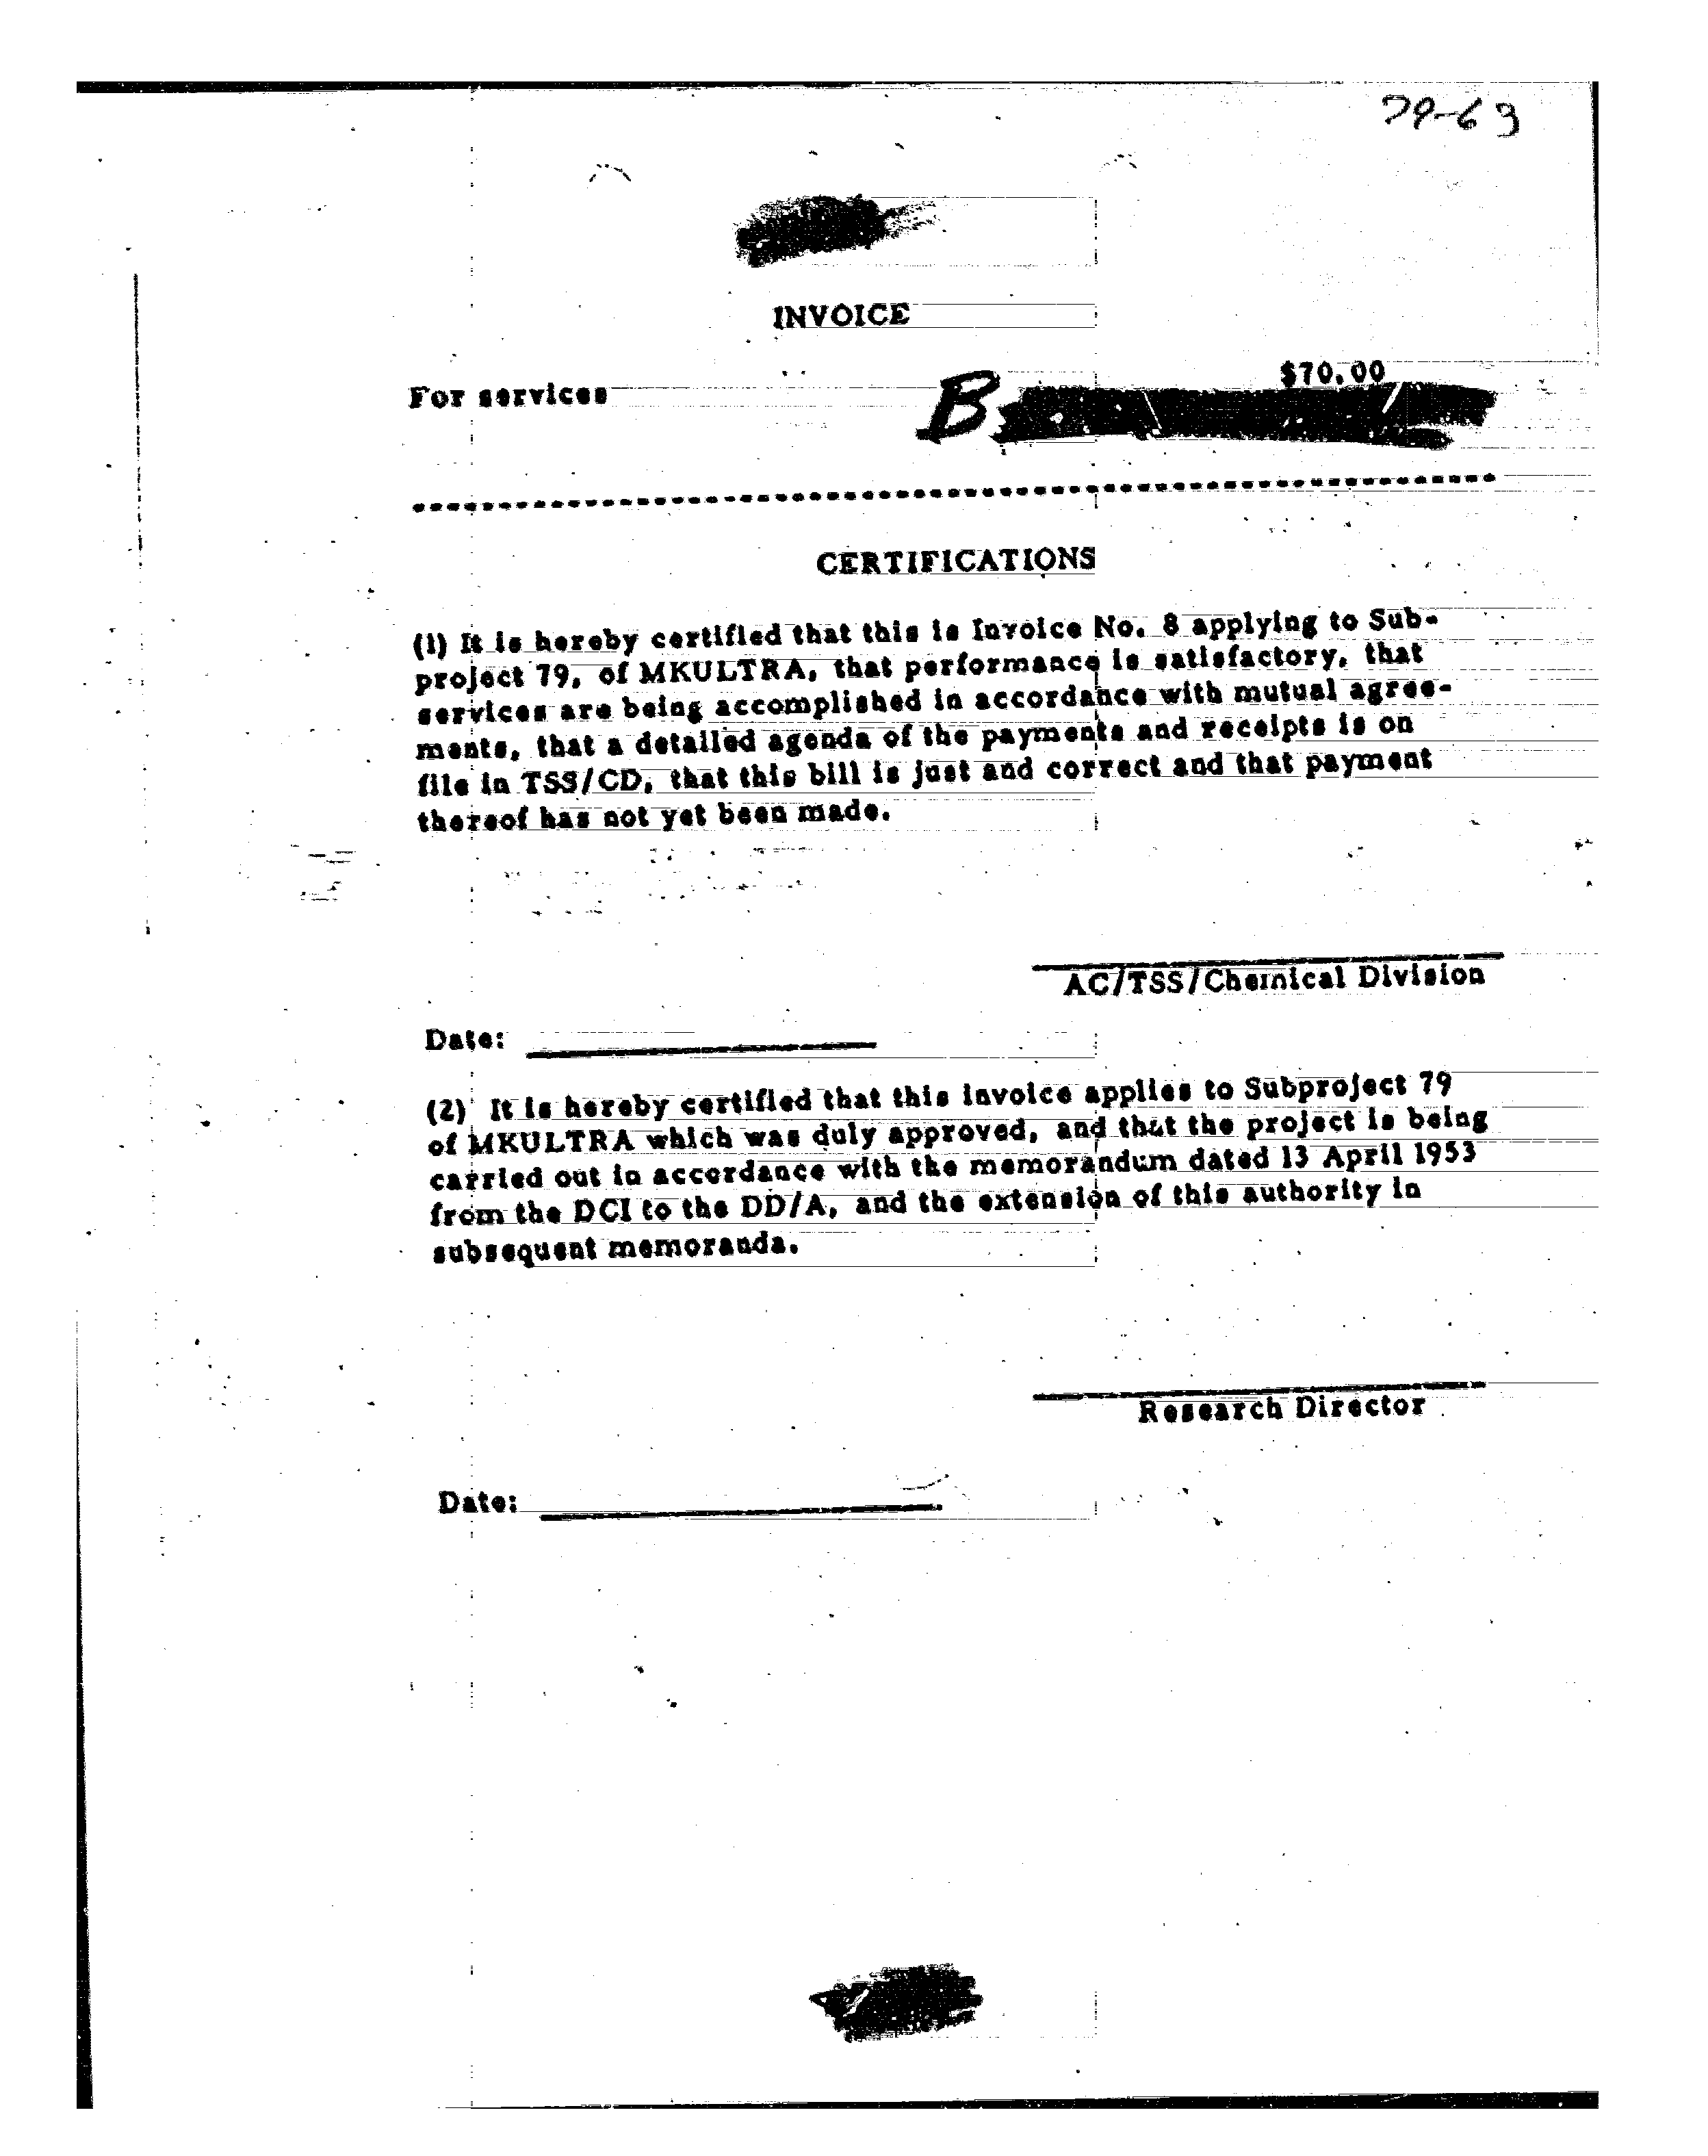 79-63
INVOICE
For services
$70.00
B
CERTIFICATIONS
(1) It is hereby certified that this is Invoice No. 8 applying to Sub-
project 79, of MKULTRA, that performance is satisfactory, that
services are being accomplished in accordance with mutual agree-
ments, that a detailed agenda of the payments and receipts is on
file in TSS/CD, that this bill is just and correct and that payment
thereof has not yet been made.
AC/TSS/Chemical Division
Date:
(2) It is hereby certified that this invoice applies to Subproject 79
of MKULTRA which was duly approved, and that the project is being
carried out in accordance with the memorandum dated 13 April 1953
from the DCI to the DD/A, and the extension of this authority in
subsequent memoranda.
Research Director
Date: